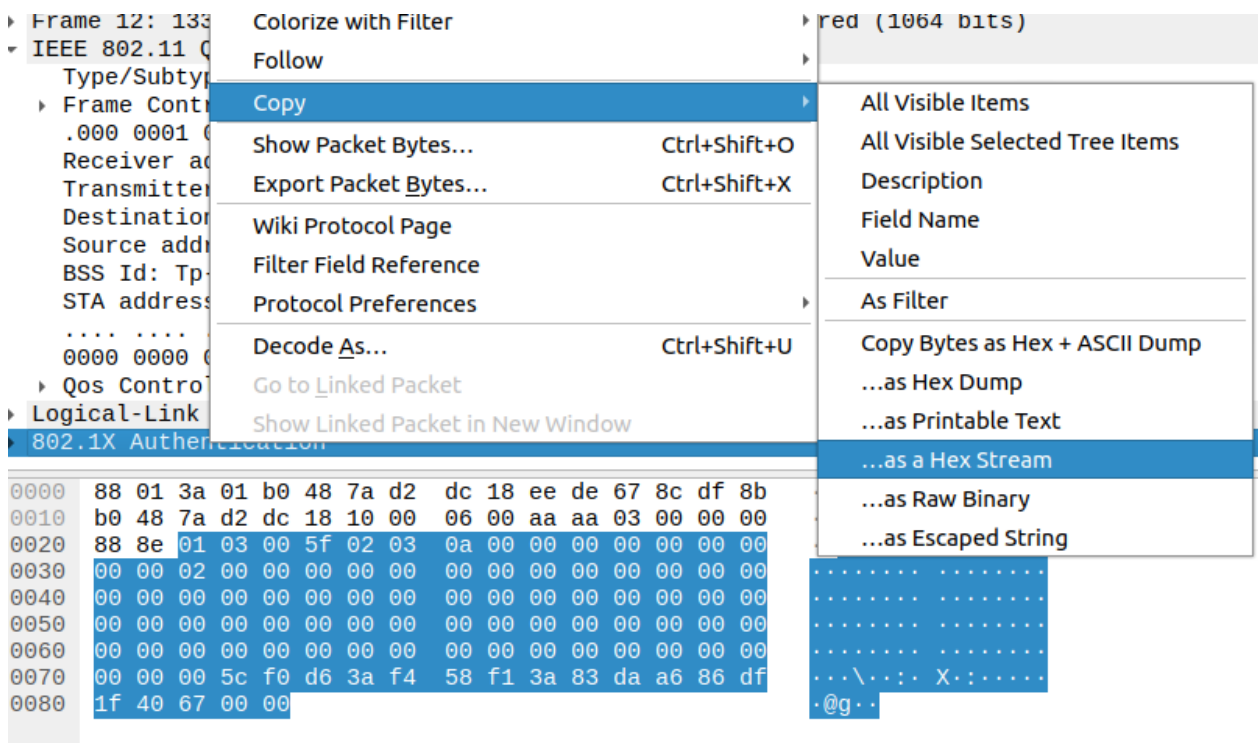 Frame 12: 133
red (1064 bits)
IEEE 802.11 Q
Type/Subtyp
Frame Contr
.000 0001 0
Receiver ad
Transmitter
Destination
Source addr
BSS Id: Tp-
STA address
.... .... .
0000 0000 0
Qos Control
Logical-Link
802.1X Authentication
Colorize with Filter
Follow
Copy
Show Packet Bytes… Ctrl+Shift+O
Export Packet Bytes… Ctrl+Shift+X
Wiki Protocol Page
Filter Field Reference
Protocol Preferences
Decode As… Ctrl+Shift+U
Go to Linked Packet
Show Linked Packet in New Window
All Visible Items
All Visible Selected Tree Items
Description
Field Name
Value
As Filter
Copy Bytes as Hex + ASCII Dump
…as Hex Dump
…as Printable Text
…as a Hex Stream
…as Raw Binary
…as Escaped String
0000 88 01 3a 01 b0 48 7a d2 dc 18 ee de 67 8c df 8b
0010 b0 48 7a d2 dc 18 10 00 06 00 aa aa 03 00 00 00
0020 88 8e 01 03 00 5f 02 03 0a 00 00 00 00 00 00 00
0030 00 00 02 00 00 00 00 00 00 00 00 00 00 00 00 00 ········ ········
0040 00 00 00 00 00 00 00 00 00 00 00 00 00 00 00 00 ········ ········
0050 00 00 00 00 00 00 00 00 00 00 00 00 00 00 00 00 ········ ········
0060 00 00 00 00 00 00 00 00 00 00 00 00 00 00 00 00 ········ ········
0070 00 00 00 5c f0 d6 3a f4 58 f1 3a 83 da a6 86 df ···\··:· X·:·····
0080 1f 40 67 00 00 ·@g··